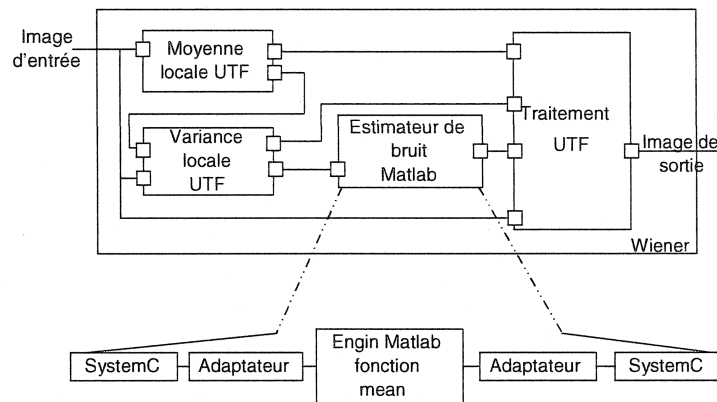 Image
d'entrée
Moyenne
locale UTF
Variance
locale
UTF
Estimateur de
bruit
Matlab
Traitement
UTF
Image de
sortie
Wiener
SystemC
Adaptateur
Engin Matlab
fonction
mean
Adaptateur
SystemC